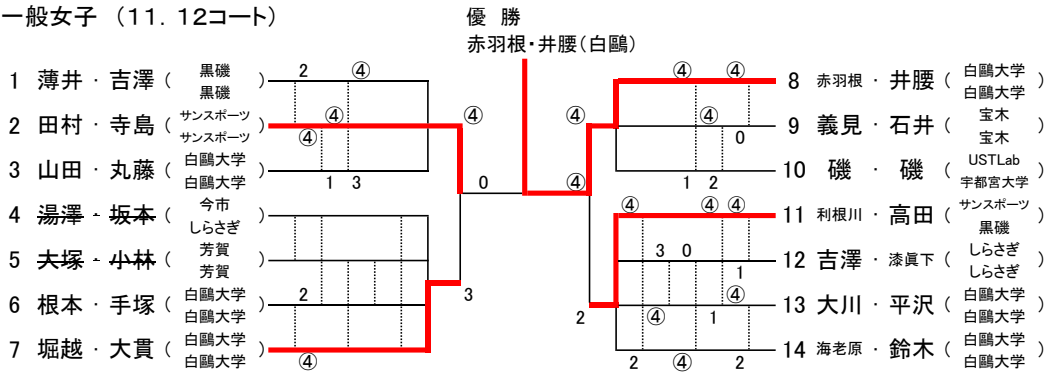 一般女子 (11．12コート)
優 勝
赤羽根・井腰(白鷗)
1 薄井 ・ 吉澤 ( 黒磯 黒磯 )
2 田村 ・ 寺島 ( サンスポーツ サンスポーツ )
3 山田 ・ 丸藤 ( 白鷗大学 白鷗大学 )
4 湯澤 ・ 坂本 ( 今市 しらさぎ )
5 大塚 ・ 小林 ( 芳賀 芳賀 )
6 根本 ・ 手塚 ( 白鷗大学 白鷗大学 )
7 堀越 ・ 大貫 ( 白鷗大学 白鷗大学 )
2 ④
④
④
1 3
2
④
④
0
3
④
④
2
④ ④
④
0
1 2
④ ④ ④
3 0
1
④
④ 1
2 ④ 2
8 赤羽根 ・ 井腰 ( 白鷗大学 白鷗大学 )
9 義見 ・ 石井 ( 宝木 宝木 )
10 磯 ・ 磯 ( USTLab 宇都宮大学 )
11 利根川 ・ 高田 ( サンスポーツ 黒磯 )
12 吉澤 ・ 漆眞下 ( しらさぎ しらさぎ )
13 大川 ・ 平沢 ( 白鷗大学 白鷗大学 )
14 海老原 ・ 鈴木 ( 白鷗大学 白鷗大学 )